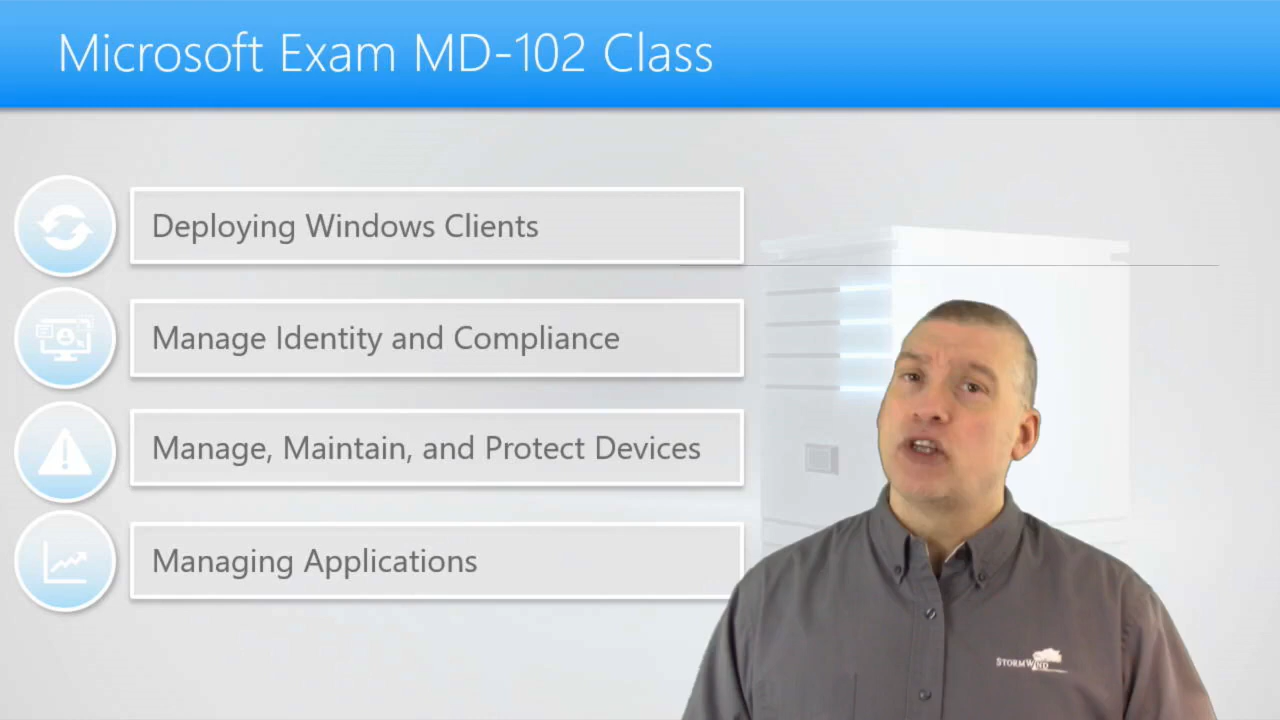 Microsoft Exam MD-102 Class
Deploying Windows Clients
Manage Identity and Compliance
Manage, Maintain, and Protect Devices
Managing Applications
STORMWIND